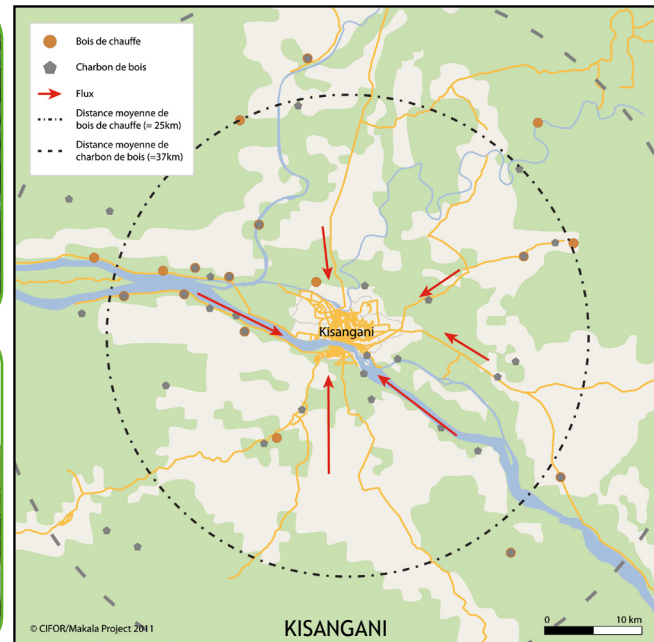 Bois de chauffe
Charbon de bois
Flux
Distance moyenne de
bois de chauffe (= 25km)
Distance moyenne de
charbon de bois (=37km)
Kisangani
© CIFOR/Makala Project 2011
KISANGANI
0 10 km